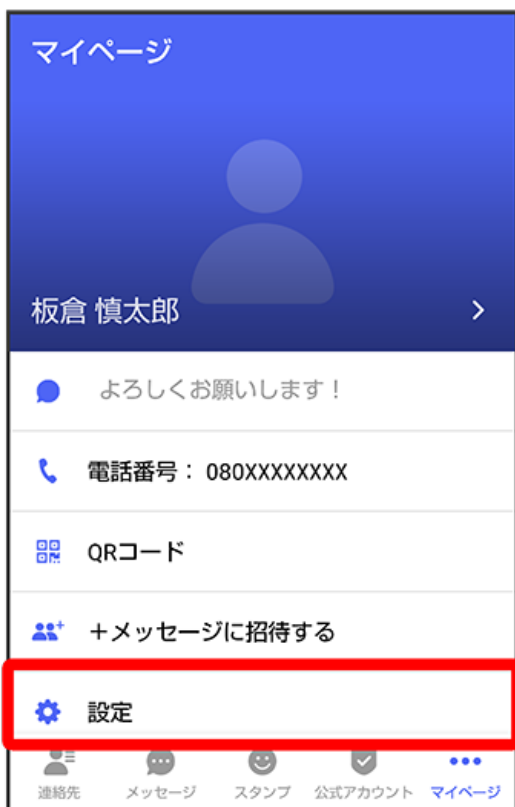 マイページ
板倉 慎太郎
よろしくお願いします！
電話番号： 080XXXXXXXX
QRコード
＋メッセージに招待する
設定
連絡先 メッセージ スタンプ 公式アカウント マイページ